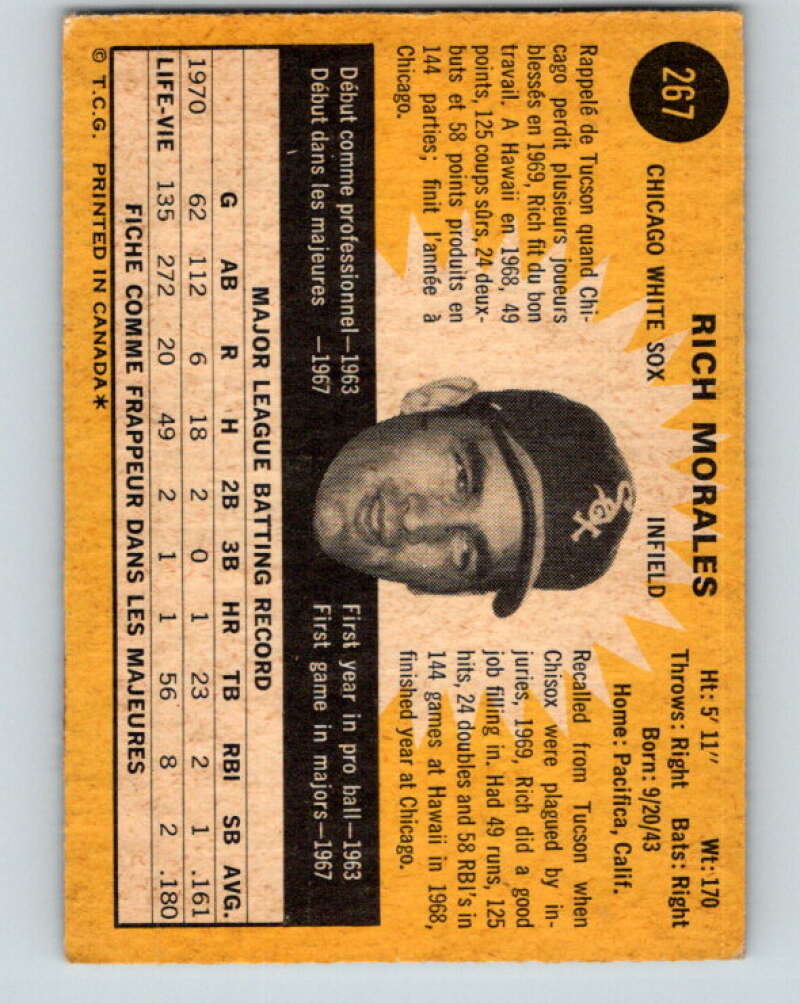 267
RICH MORALES
CHICAGO WHITE SOX INFIELD
Ht: 5' 11" Wt: 170
Throws: Right Bats: Right
Born: 9/20/43
Home: Pacifica, Calif.
Rappelé de Tucson quand Chi-
cago perdit plusieurs joueurs
blessés en 1969, Rich fit du bon
travail. A Hawaii en 1968, 49
points, 125 coups sûrs, 24 deux-
buts et 58 points produits en
144 parties; finit l'année à
Chicago.
Recalled from Tucson when
Chisox were plagued by in-
juries, 1969, Rich did a good
job filling in. Had 49 runs, 125
hits, 24 doubles and 58 RBI's in
144 games at Hawaii in 1968,
finished year at Chicago.
SOX
Début comme professionnel—1963
Début dans les majeures —1967
First year in pro ball—1963
First game in majors—1967
MAJOR LEAGUE BATTING RECORD
G AB R H 2B 3B HR TB RBI SB AVG.
1970 62 112 6 18 2 0 1 23 2 1 .161
LIFE-VIE 135 272 20 49 2 1 1 56 8 2 .180
FICHE COMME FRAPPEUR DANS LES MAJEURES
© T.C.G. PRINTED IN CANADA*